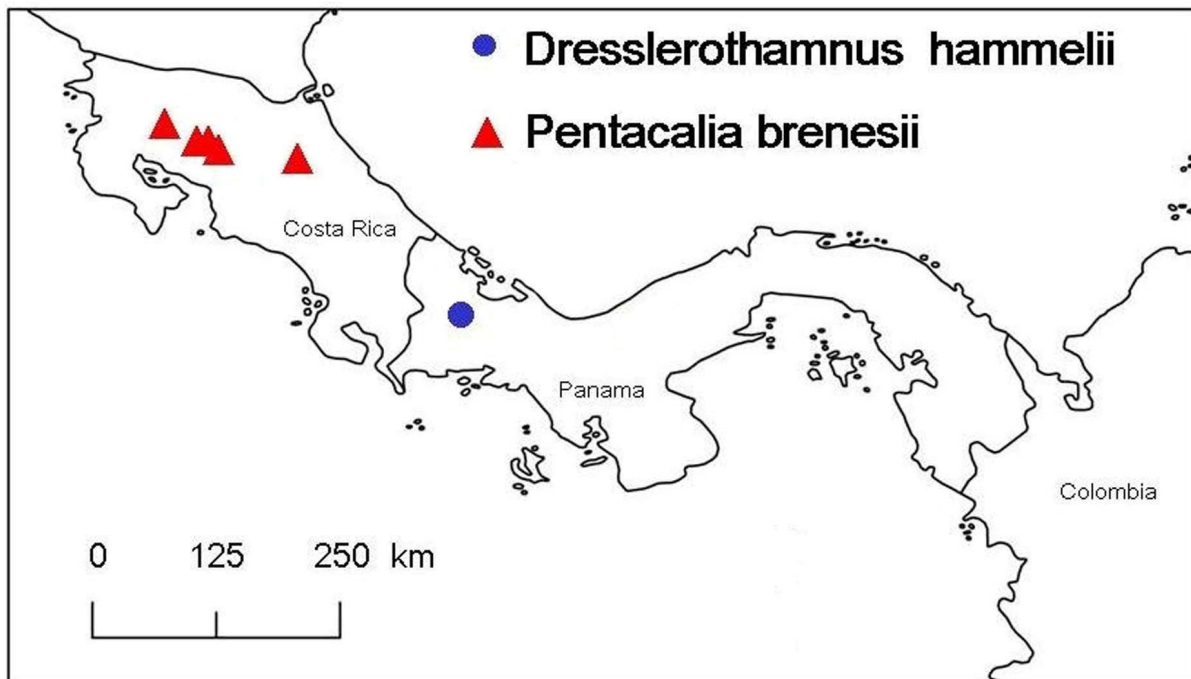 Dresslerothamnus hammelii
Pentacalia brenesii
Costa Rica
Panama
Colombia
0 125 250 km